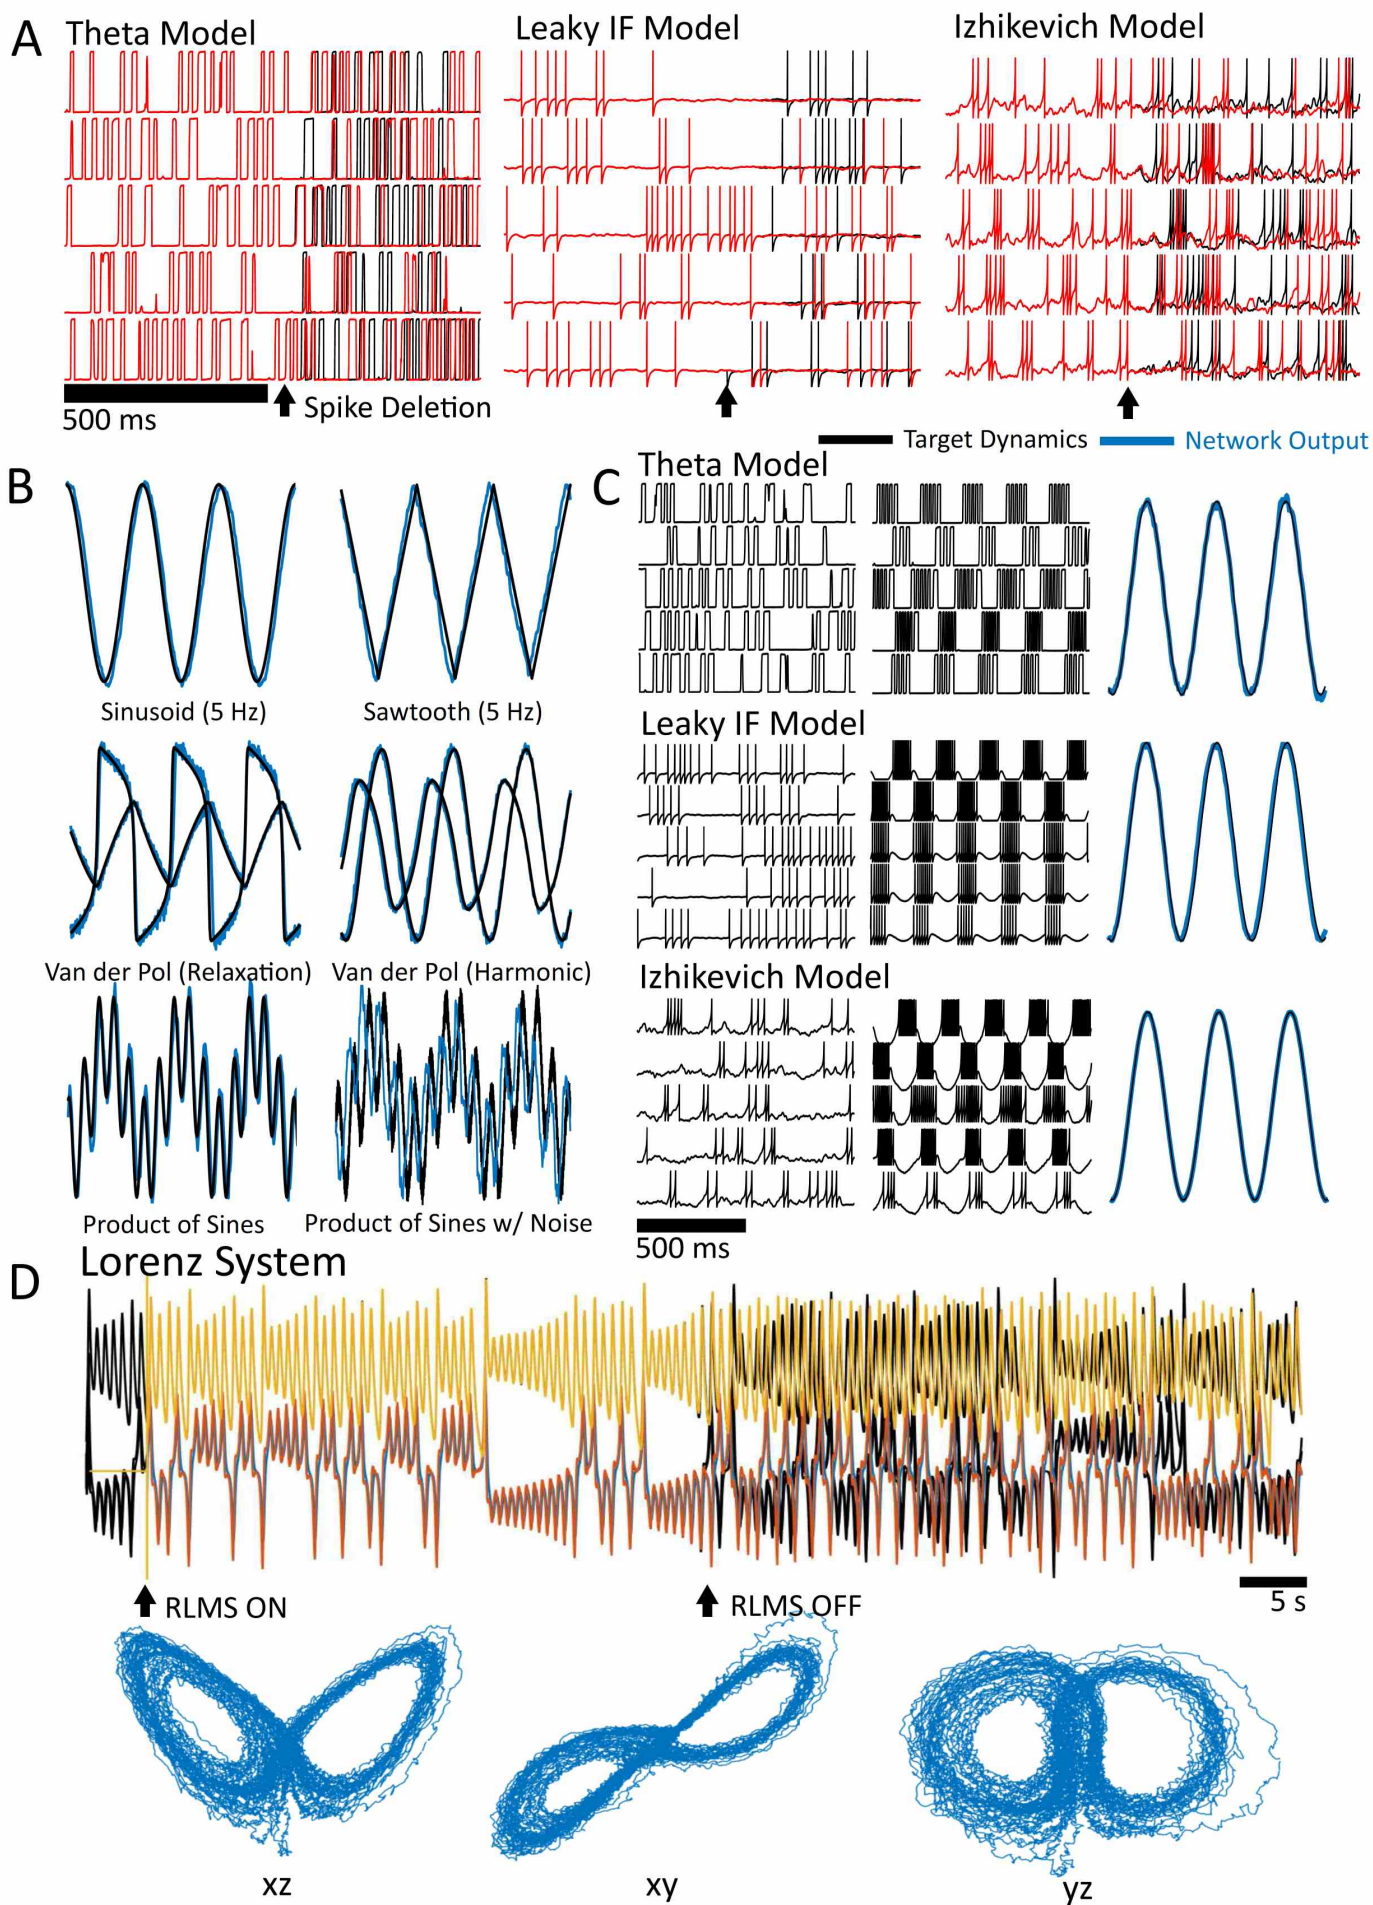 A
Theta Model
Leaky IF Model
Izhikevich Model
500 ms
Spike Deletion
Target Dynamics
Network Output
B
Sinusoid (5 Hz)
Sawtooth (5 Hz)
Van der Pol (Relaxation)
Van der Pol (Harmonic)
Product of Sines
Product of Sines w/ Noise
C
Theta Model
Leaky IF Model
Izhikevich Model
500 ms
D
Lorenz System
5 s
RLMS ON
RLMS OFF
xz
xy
yz